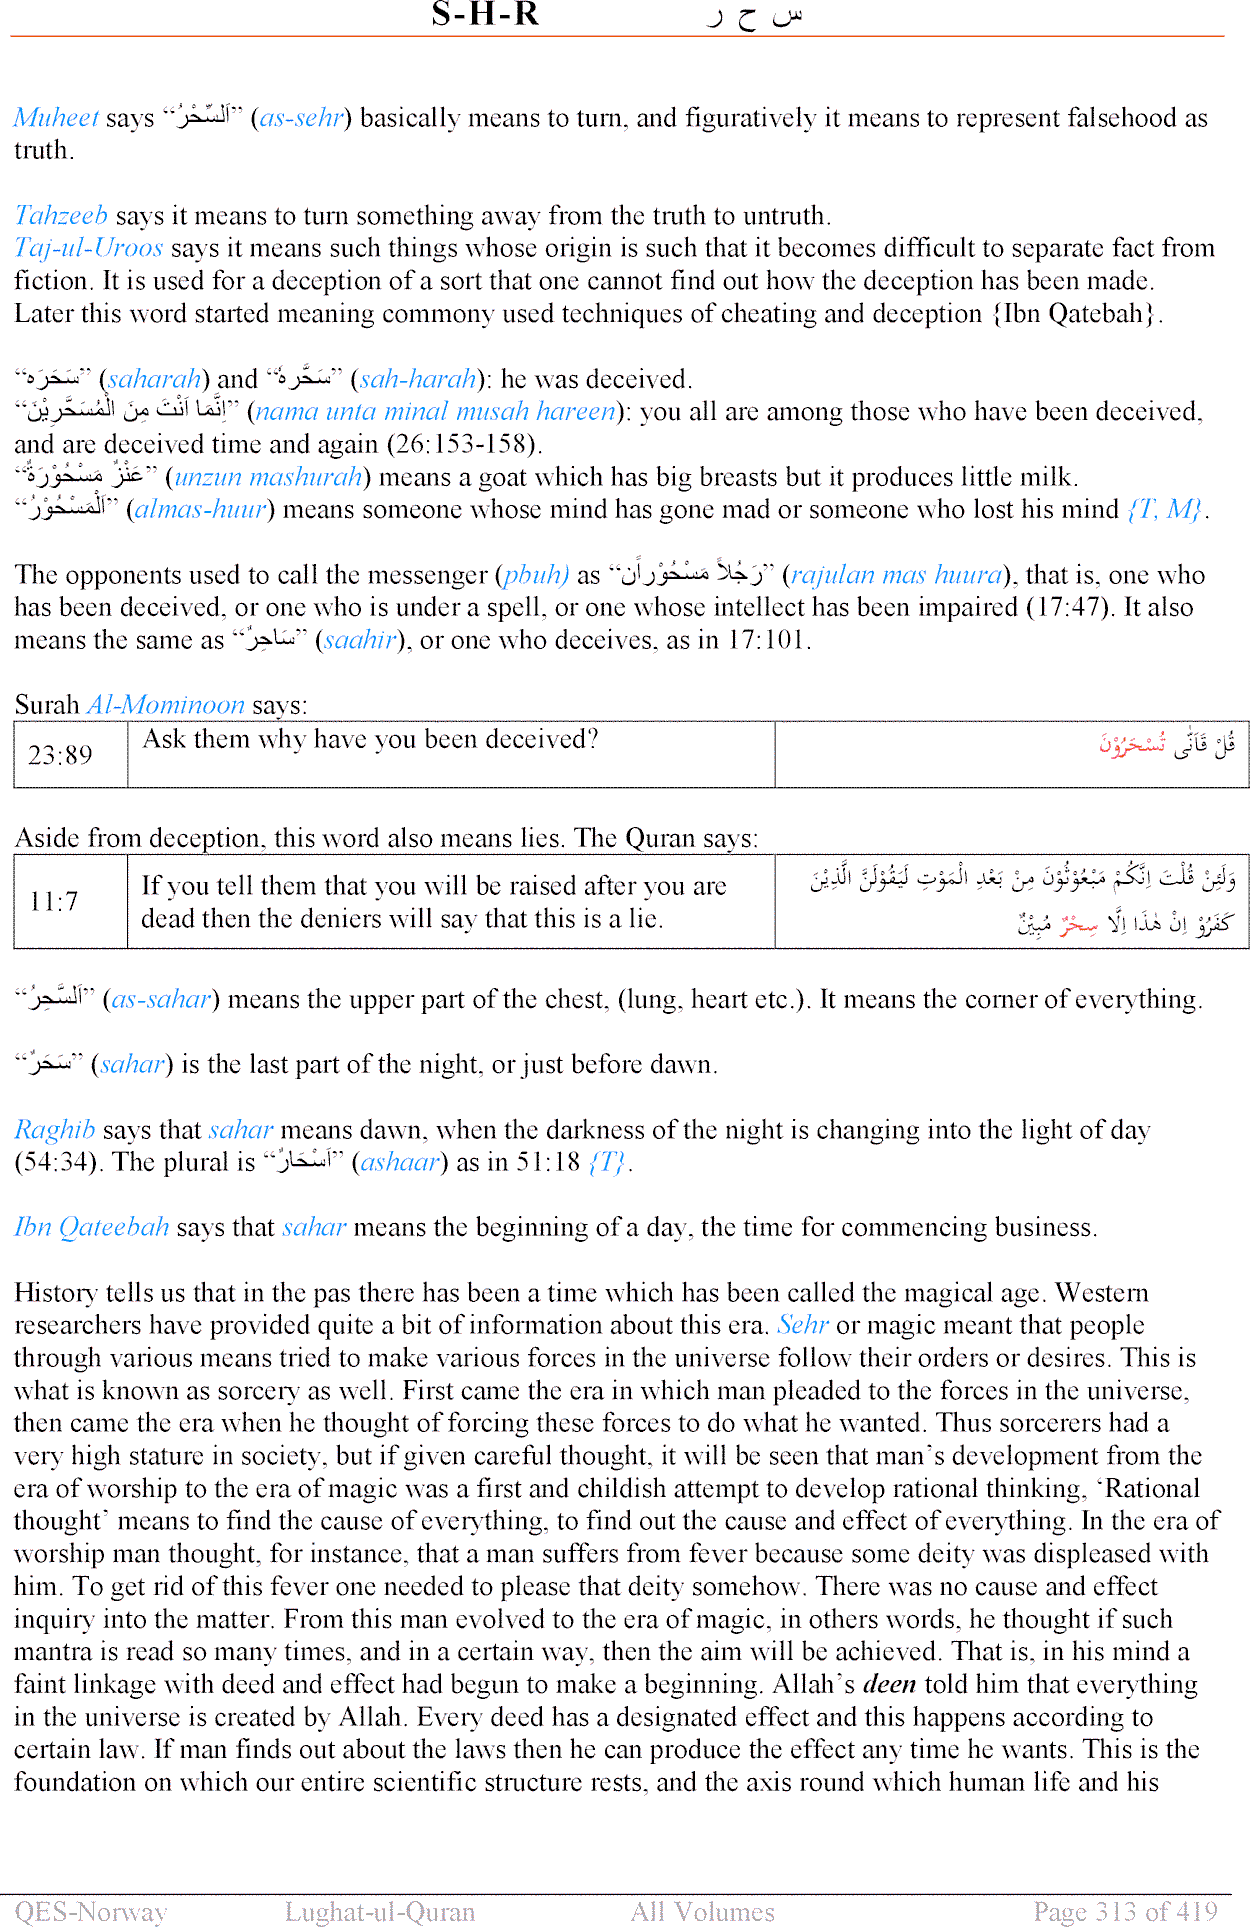 S-H-R س ح ر
Muheet says “اَلسِّحْرُ” (as-sehr) basically means to turn, and figuratively it means to represent falsehood as
truth.
Tahzeeb says it means to turn something away from the truth to untruth.
Taj-ul-Uroos says it means such things whose origin is such that it becomes difficult to separate fact from
fiction. It is used for a deception of a sort that one cannot find out how the deception has been made.
Later this word started meaning commony used techniques of cheating and deception {Ibn Qatebah}.
“سَحَرَہ” (saharah) and “سَحَّرہٗ” (sah-harah): he was deceived.
“اِنَّمَا اَنْتَ مِنَ الْمُسَحَّرِیْنَ” (nama unta minal musah hareen): you all are among those who have been deceived,
and are deceived time and again (26:153-158).
“عَنْزٌ مَسْحُوْرَۃٌ” (unzun mashurah) means a goat which has big breasts but it produces little milk.
“اَلْمَسْحُوْرُ” (almas-huur) means someone whose mind has gone mad or someone who lost his mind {T, M}.
The opponents used to call the messenger (pbuh) as “رَجُلاً مَسْحُوْراًن” (rajulan mas huura), that is, one who
has been deceived, or one who is under a spell, or one whose intellect has been impaired (17:47). It also
means the same as “سَاحِرٌ” (saahir), or one who deceives, as in 17:101.
Surah Al-Mominoon says:
23:89 Ask them why have you been deceived? قُلْ فَاَنّٰی تُسْحَرُوْنَ
Aside from deception, this word also means lies. The Quran says:
11:7 If you tell them that you will be raised after you are وَلَئِنْ قُلْتَ اِنَّکُمْ مَبْعُوْثُوْنَ مِنْ بَعْدِ الْمَوْتِ لَیَقُوْلَنَّ الَّذِیْنَ
dead then the deniers will say that this is a lie. کَفَرُوْ اِنْ ھٰذَا اِلَّا سِحْرٌ مُبِیْنٌ
“اَلسَّحِرُ” (as-sahar) means the upper part of the chest, (lung, heart etc.). It means the corner of everything.
“سَحَرٌ” (sahar) is the last part of the night, or just before dawn.
Raghib says that sahar means dawn, when the darkness of the night is changing into the light of day
(54:34). The plural is “اَسْحَارٌ” (ashaar) as in 51:18 {T}.
Ibn Qateebah says that sahar means the beginning of a day, the time for commencing business.
History tells us that in the pas there has been a time which has been called the magical age. Western
researchers have provided quite a bit of information about this era. Sehr or magic meant that people
through various means tried to make various forces in the universe follow their orders or desires. This is
what is known as sorcery as well. First came the era in which man pleaded to the forces in the universe,
then came the era when he thought of forcing these forces to do what he wanted. Thus sorcerers had a
very high stature in society, but if given careful thought, it will be seen that man’s development from the
era of worship to the era of magic was a first and childish attempt to develop rational thinking, ‘Rational
thought’ means to find the cause of everything, to find out the cause and effect of everything. In the era of
worship man thought, for instance, that a man suffers from fever because some deity was displeased with
him. To get rid of this fever one needed to please that deity somehow. There was no cause and effect
inquiry into the matter. From this man evolved to the era of magic, in others words, he thought if such
mantra is read so many times, and in a certain way, then the aim will be achieved. That is, in his mind a
faint linkage with deed and effect had begun to make a beginning. Allah’s deen told him that everything
in the universe is created by Allah. Every deed has a designated effect and this happens according to
certain law. If man finds out about the laws then he can produce the effect any time he wants. This is the
foundation on which our entire scientific structure rests, and the axis round which human life and his
QES-Norway Lughat-ul-Quran All Volumes Page 313 of 419